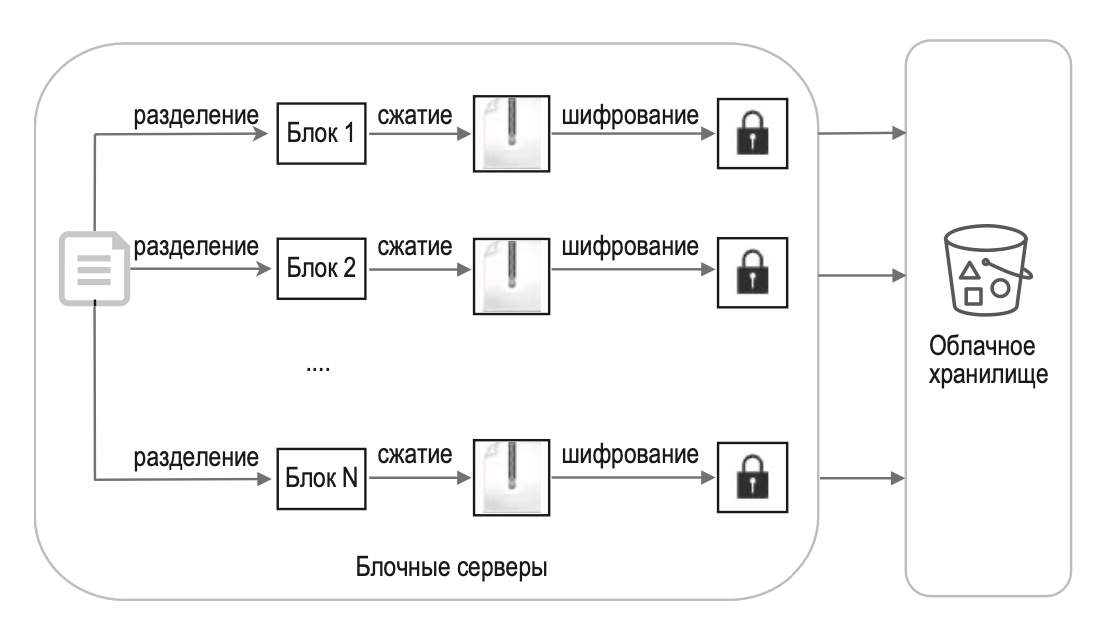 разделение
Блок 1
сжатие
шифрование
разделение
Блок 2
сжатие
шифрование
....
разделение
Блок N
сжатие
шифрование
Блочные серверы
Облачное
хранилище